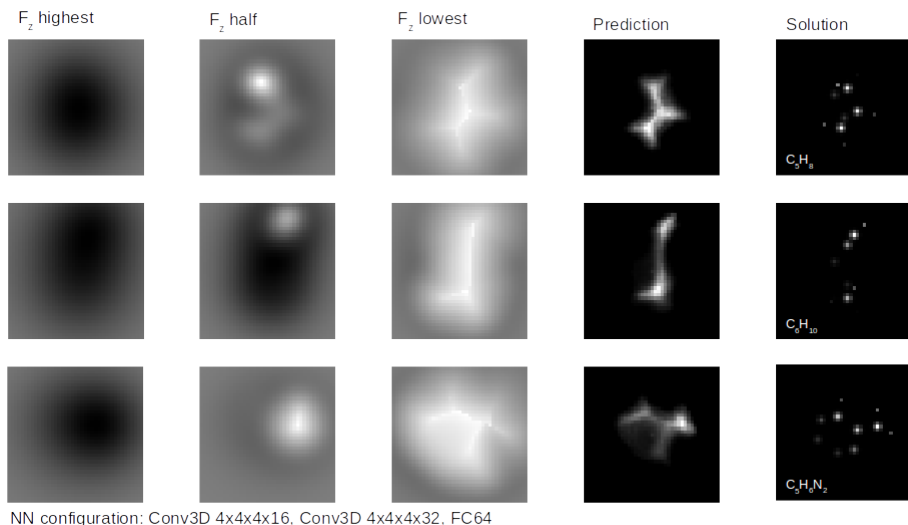 Fz highest Fz half Fz lowest Prediction Solution
C5H8
C6H10
C5H6N2
NN configuration: Conv3D 4x4x4x16, Conv3D 4x4x4x32, FC64